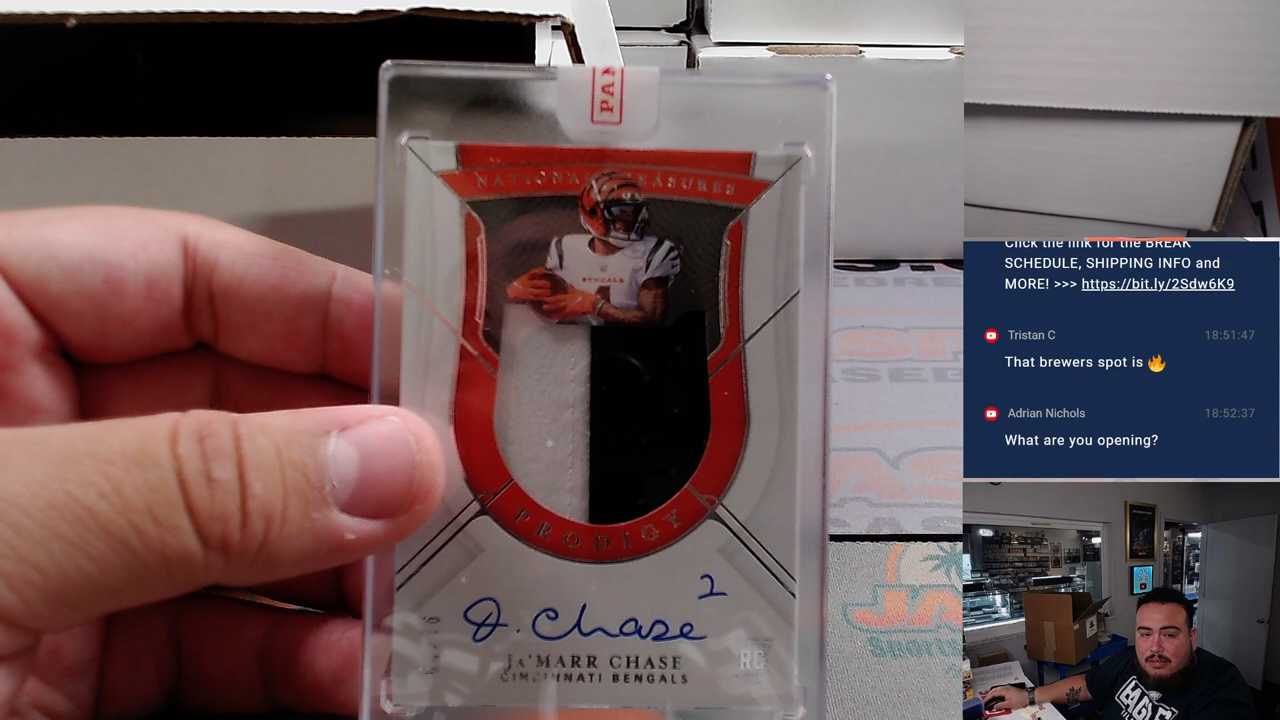 PAN
NATIONAL TREASURES
BENGALS
PRODIGY
J. Chase 2
JA'MARR CHASE
CINCINNATI BENGALS
RC
Click the link for the BREAK
SCHEDULE, SHIPPING INFO and
MORE! >>> https://bit.ly/2Sdw6K9
Tristan C 18:51:47
That brewers spot is 🔥
Adrian Nichols 18:52:37
What are you opening?
EAGLES